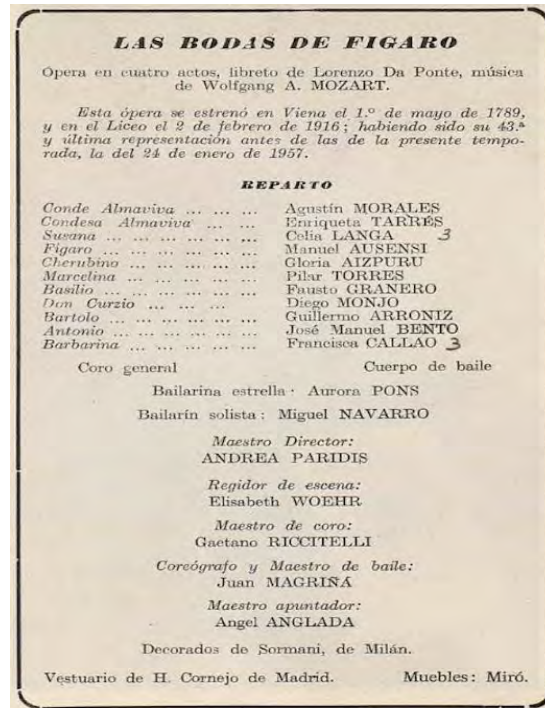 LAS BODAS DE FIGARO
Ópera en cuatro actos, libreto de Lorenzo Da Ponte, música
de Wolfgang A. MOZART.
Esta ópera se estrenó en Viena el 1.º de mayo de 1789,
y en el Liceo el 2 de febrero de 1916; habiendo sido su 43.ª
y última representación antes de las de la presente tempo-
rada, la del 24 de enero de 1957.
REPARTO
Conde Almaviva ... ... ... Agustín MORALES
Condesa Almaviva ... ... Enriqueta TARRÉS
Susana ... ... ... ... ... ... Celia LANGA 3
Fígaro ... ... ... ... ... ... Manuel AUSENSI
Cherubino ... ... ... ... ... Gloria AIZPURU
Marcelina ... ... ... ... ... Pilar TORRES
Basilio ... ... ... ... ... ... Fausto GRANERO
Don Curzio ... ... ... Diego MONJO
Bartolo ... ... ... ... ... ... Guillermo ARRONIZ
Antonio ... ... ... ... ... ... José Manuel BENTO
Barbarina ... ... ... ... ... Francisca CALLAO 3
Coro general Cuerpo de baile
Bailarina estrella · Aurora PONS
Bailarín solista: Miguel NAVARRO
Maestro Director:
ANDREA PARIDIS
Regidor de escena:
Elisabeth WOEHR
Maestro de coro:
Gaetano RICCITELLI
Coreógrafo y Maestro de baile:
Juan MAGRIÑÁ
Maestro apuntador:
Angel ANGLADA
Decorados de Sormani, de Milán.
Vestuario de H. Cornejo de Madrid. Muebles: Miró.